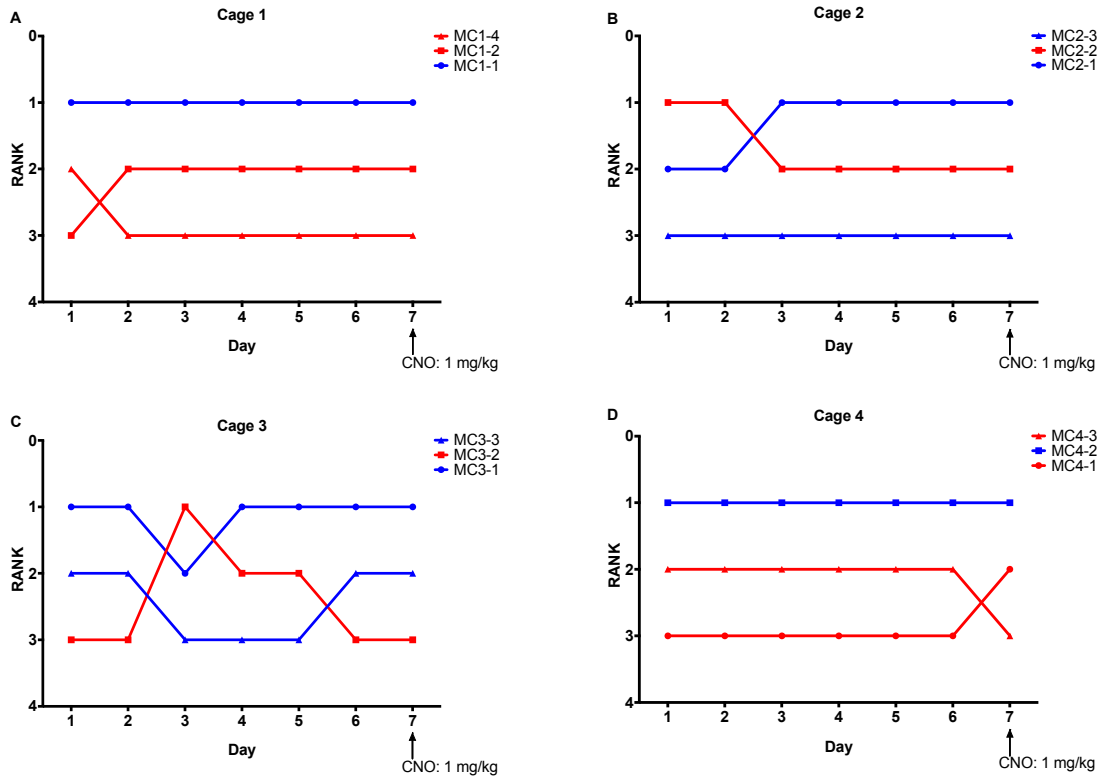 A
Cage 1
MC1-4
MC1-2
MC1-1
0
1
2
3
4
RANK
1 2 3 4 5 6 7
Day
CNO: 1 mg/kg
B
Cage 2
MC2-3
MC2-2
MC2-1
0
1
2
3
4
RANK
1 2 3 4 5 6 7
Day
CNO: 1 mg/kg
C
Cage 3
MC3-3
MC3-2
MC3-1
0
1
2
3
4
RANK
1 2 3 4 5 6 7
Day
CNO: 1 mg/kg
D
Cage 4
MC4-3
MC4-2
MC4-1
0
1
2
3
4
RANK
1 2 3 4 5 6 7
Day
CNO: 1 mg/kg